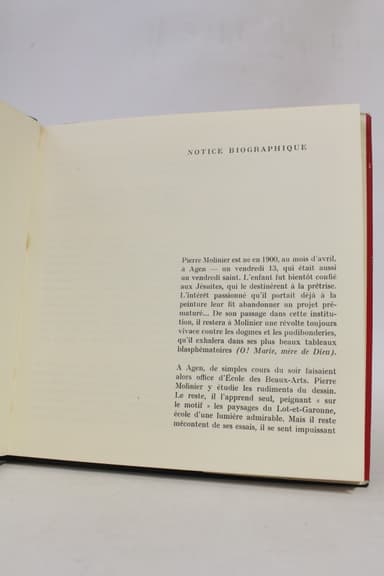 NOTICE BIOGRAPHIQUE
Pierre Molinier est né en 1900, au mois d'avril,
à Agen — un vendredi 13, qui était aussi
un vendredi saint. L'enfant fut bientôt confié
aux Jésuites, qui le destinèrent à la prêtrise.
L'intérêt passionné qu'il portait déjà à la
peinture leur fit abandonner un projet pré-
maturé... De son passage dans cette institu-
tion, il restera à Molinier une révolte toujours
vivace contre les dogmes et les pudibonderies,
qu'il exhalera dans ses plus beaux tableaux
blasphématoires (O! Marie, mère de Dieu).
A Agen, de simples cours du soir faisaient
alors office d'École des Beaux-Arts. Pierre
Molinier y étudie les rudiments du dessin.
Le reste, il l'apprend seul, peignant « sur
le motif » les paysages du Lot-et-Garonne,
école d'une lumière admirable. Mais il reste
mécontent de ses essais, il se sent impuissant